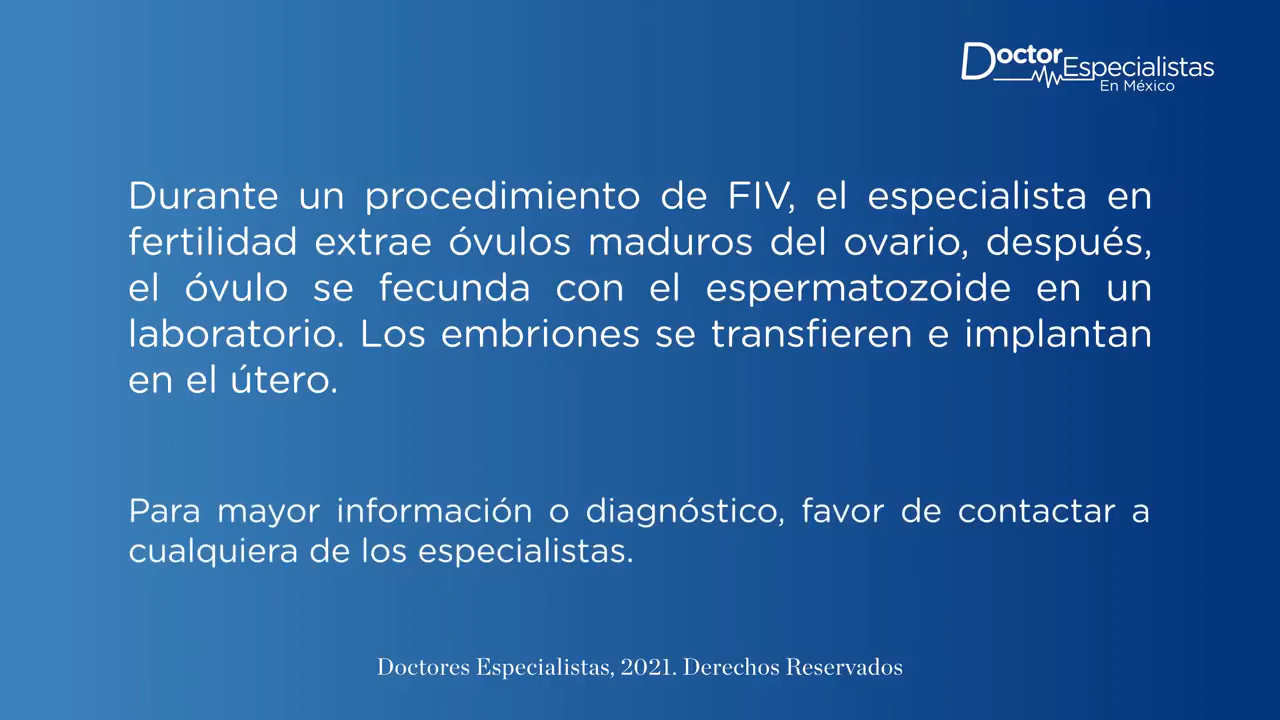 Doctor Especialistas
En México
Durante un procedimiento de FIV, el especialista en
fertilidad extrae óvulos maduros del ovario, después,
el óvulo se fecunda con el espermatozoide en un
laboratorio. Los embriones se transfieren e implantan
en el útero.
Para mayor información o diagnóstico, favor de contactar a
cualquiera de los especialistas.
Doctores Especialistas, 2021. Derechos Reservados